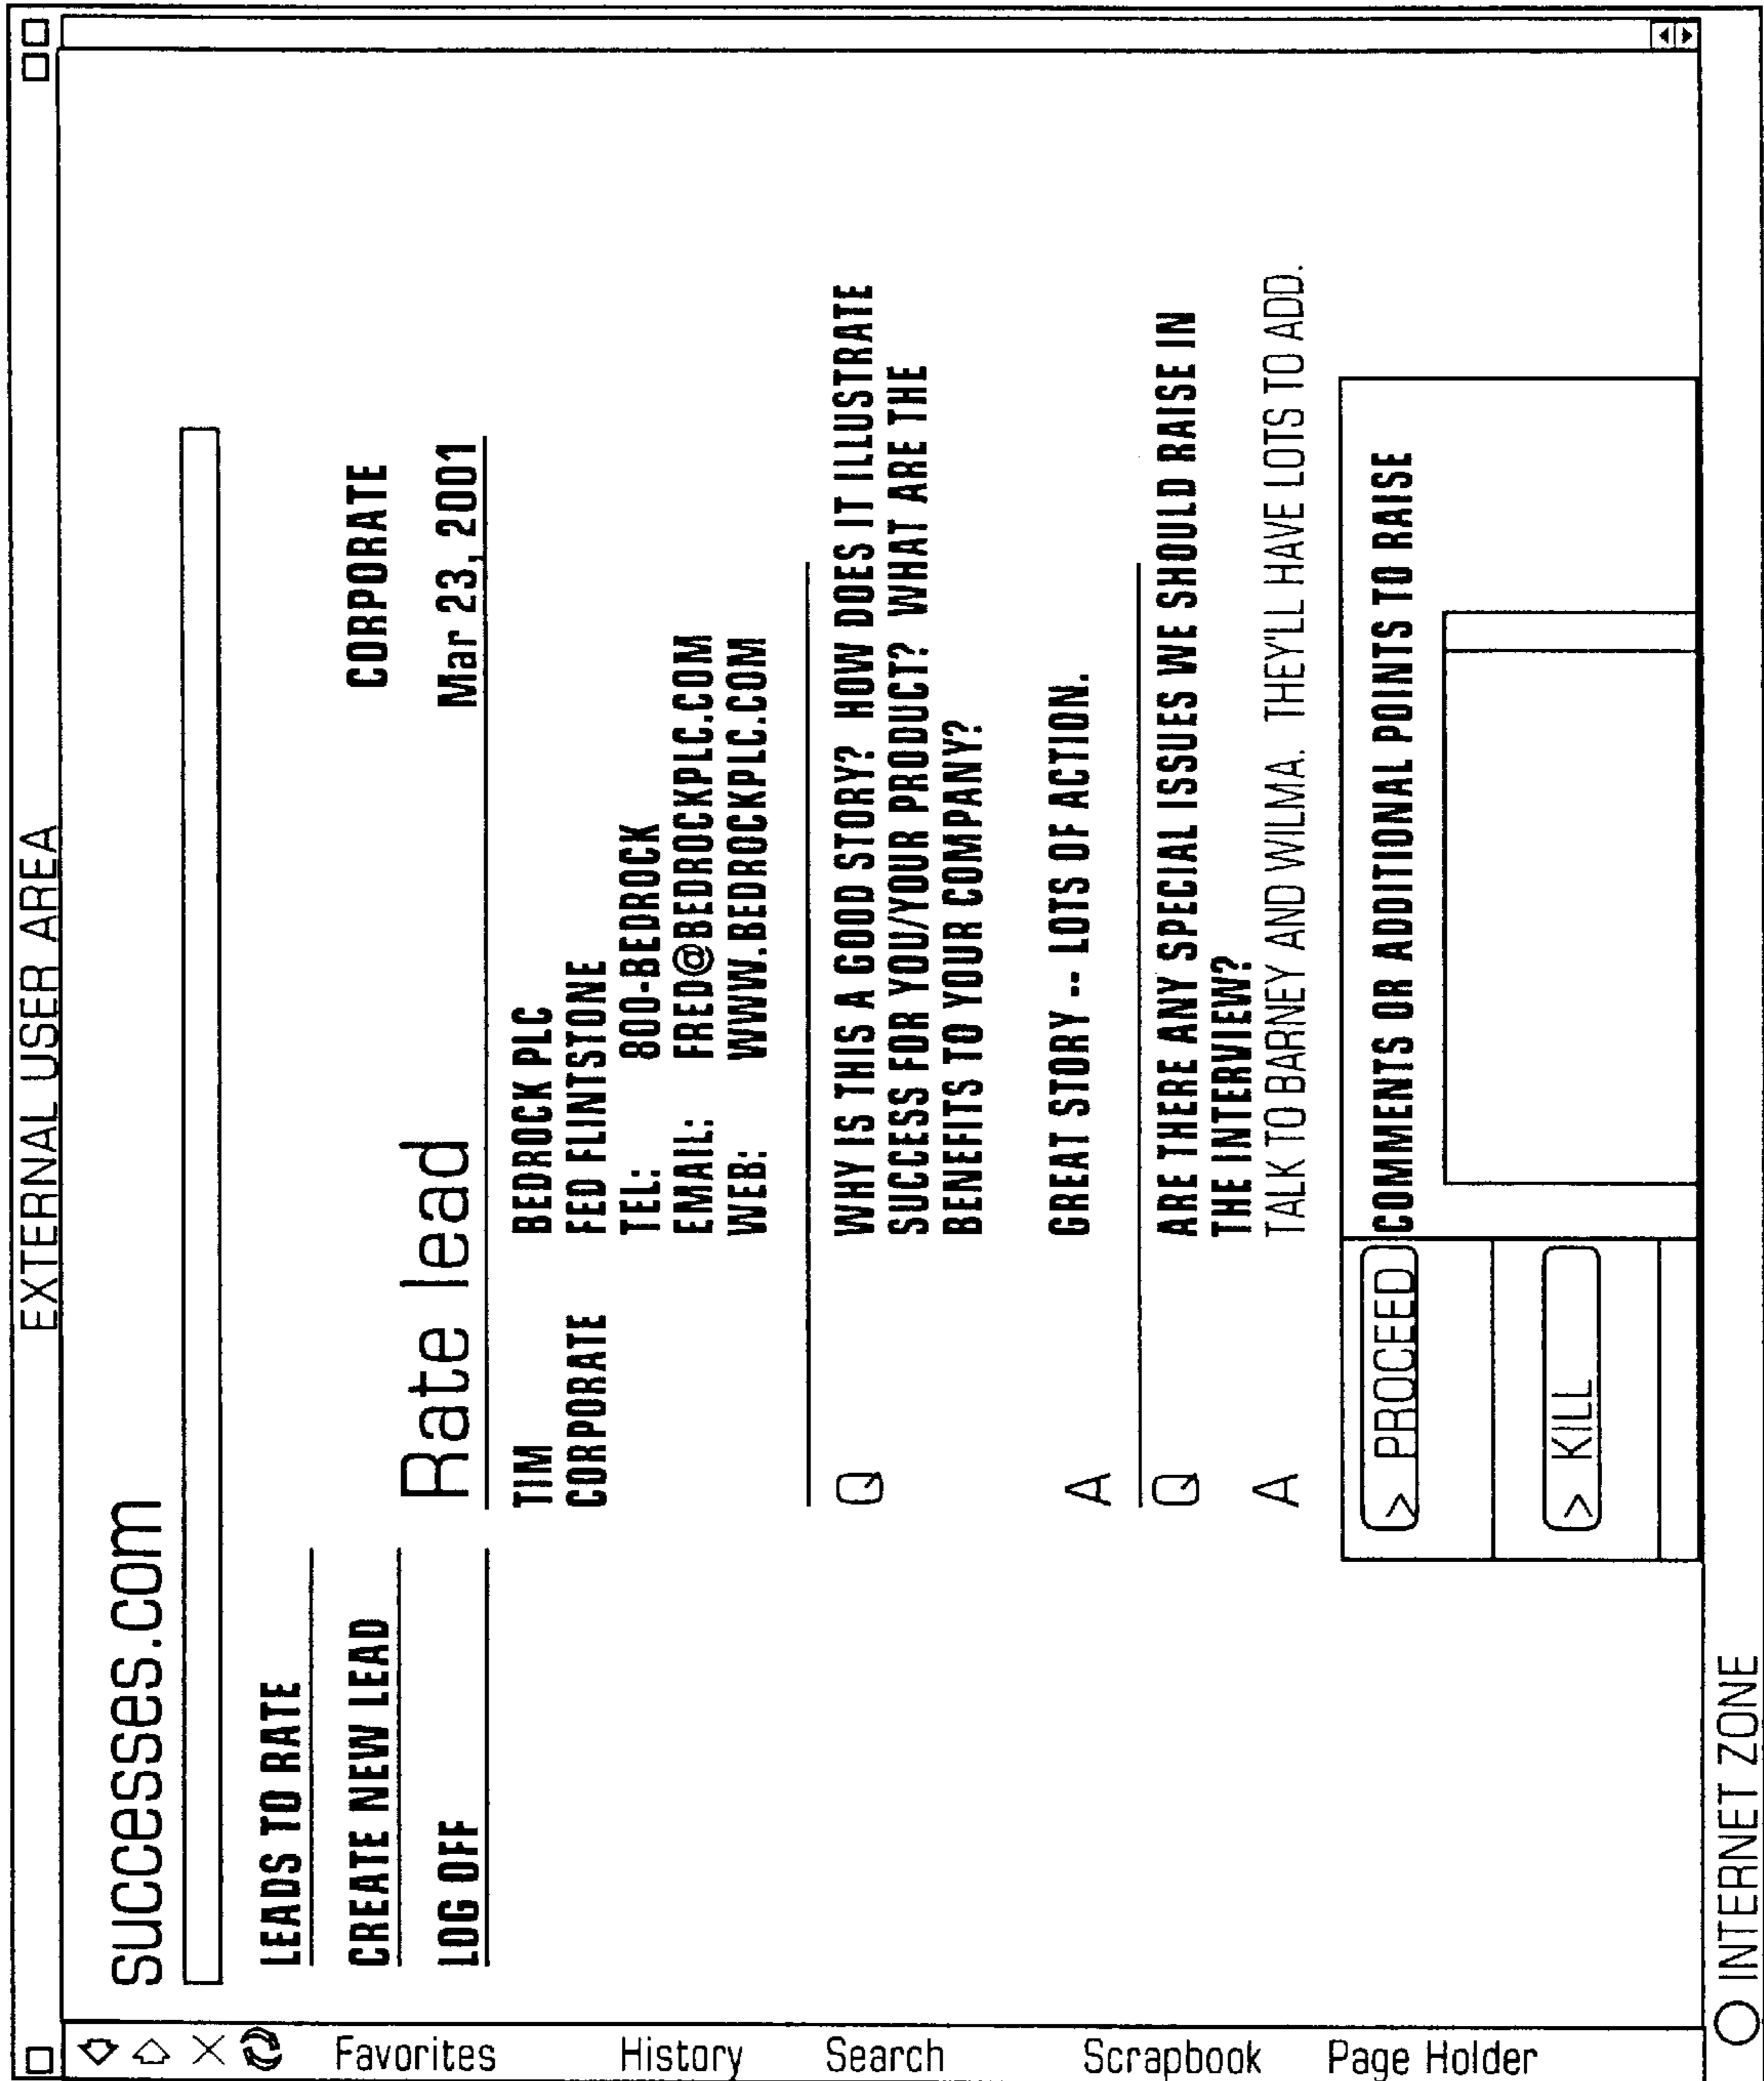 EXTERNAL USER AREA
successes.com
LEADS TO RATE
CREATE NEW LEAD
LOG OFF
CORPORATE
Rate lead Mar 23, 2001
TIM BEDROCK PLC
CORPORATE FED FLINTSTONE
TEL: 800-BEDROCK
EMAIL: FRED@BEDROCKPLC.COM
WEB: WWW.BEDROCKPLC.COM
Q WHY IS THIS A GOOD STORY? HOW DOES IT ILLUSTRATE
SUCCESS FOR YOU/YOUR PRODUCT? WHAT ARE THE
BENEFITS TO YOUR COMPANY?
A GREAT STORY -- LOTS OF ACTION.
Q ARE THERE ANY SPECIAL ISSUES WE SHOULD RAISE IN
THE INTERVIEW?
A TALK TO BARNEY AND WILMA. THEY'LL HAVE LOTS TO ADD.
> PROCEED COMMENTS OR ADDITIONAL POINTS TO RAISE
> KILL
Favorites
History
Search
Scrapbook
Page Holder
INTERNET ZONE